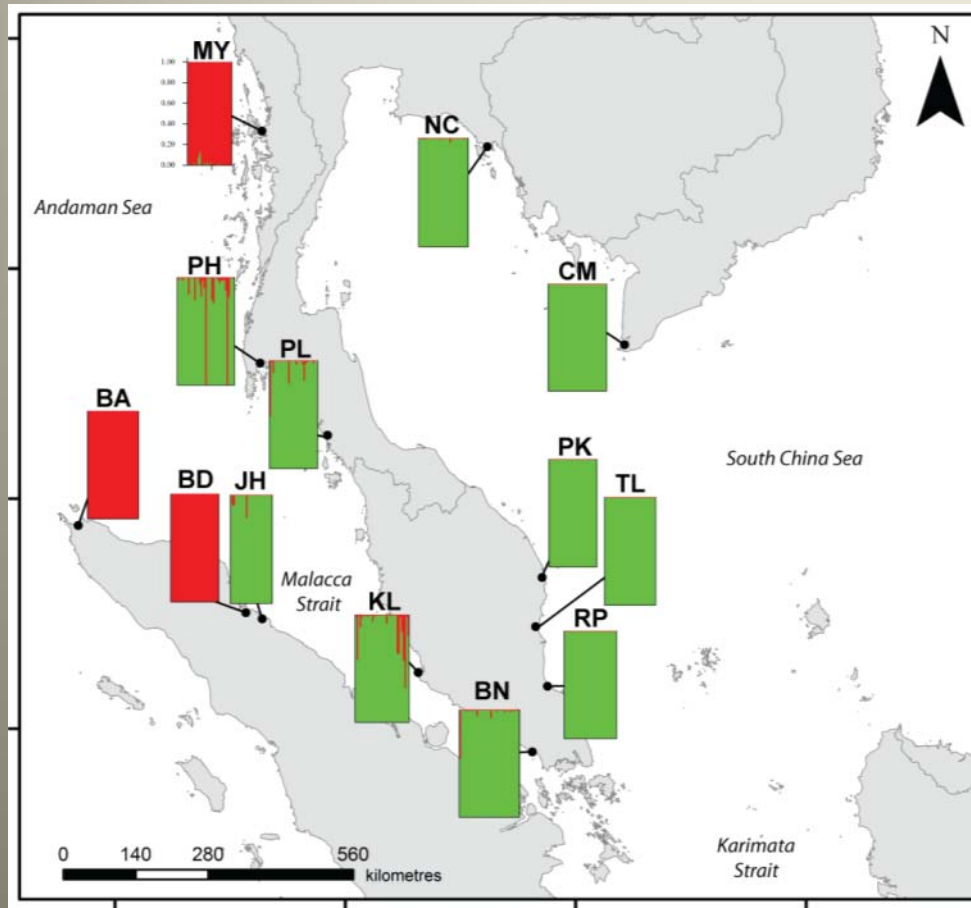 MY
1.00
0.80
0.60
0.40
0.20
0.00
N
NC
Andaman Sea
PH
CM
PL
BA
PK
South China Sea
TL
BD
JH
Malacca
Strait
KL
RP
BN
Karimata
Strait
0 140 280 560
kilometres